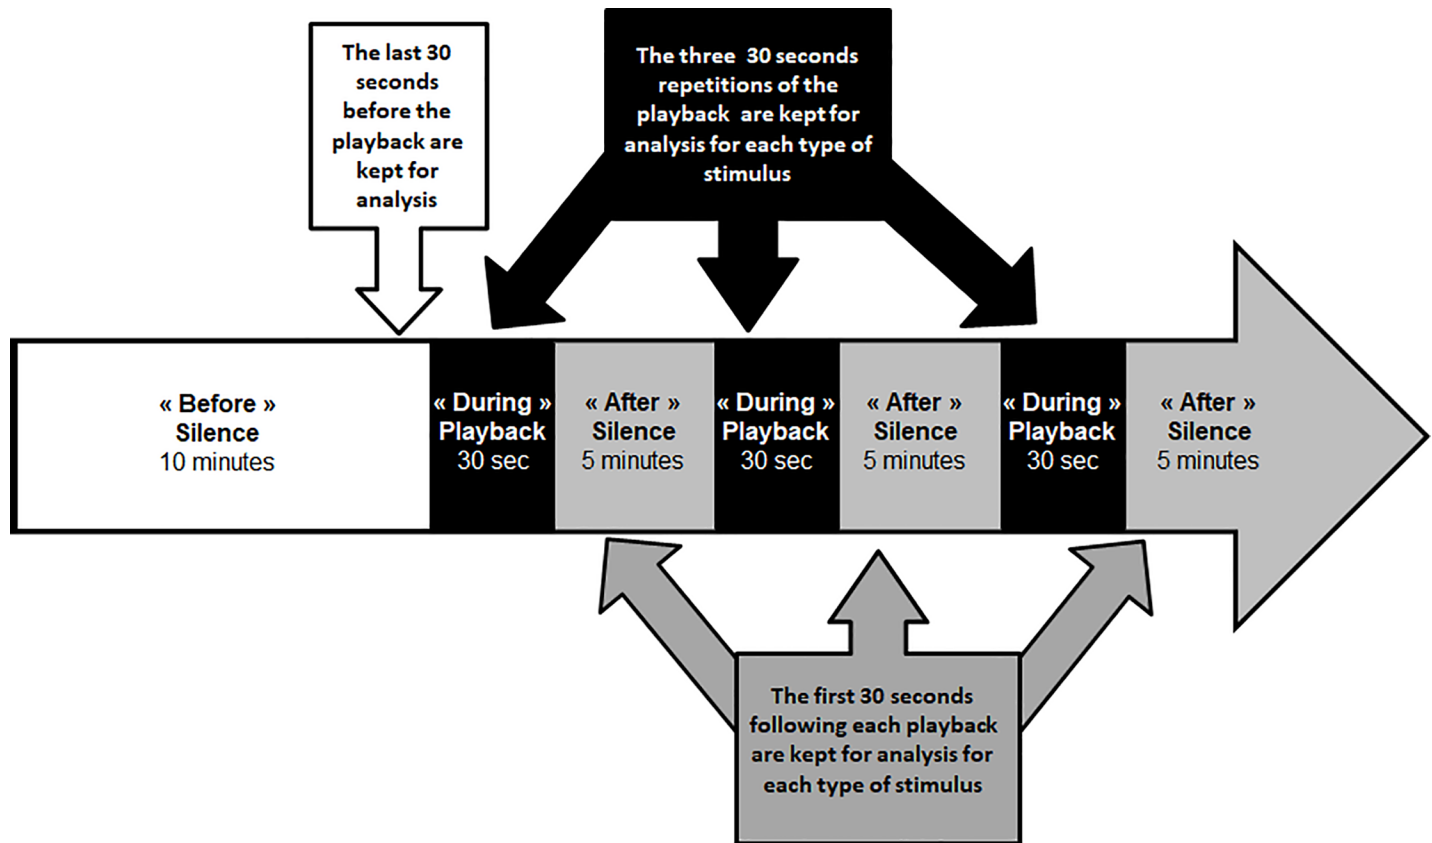 The last 30
seconds
before the
playback are
kept for
analysis
The three 30 seconds
repetitions of the
playback are kept for
analysis for each type of
stimulus
« Before »
Silence
10 minutes
« During »
Playback
30 sec
« After »
Silence
5 minutes
« During »
Playback
30 sec
« After »
Silence
5 minutes
« During »
Playback
30 sec
« After »
Silence
5 minutes
The first 30 seconds
following each playback
are kept for analysis for
each type of stimulus